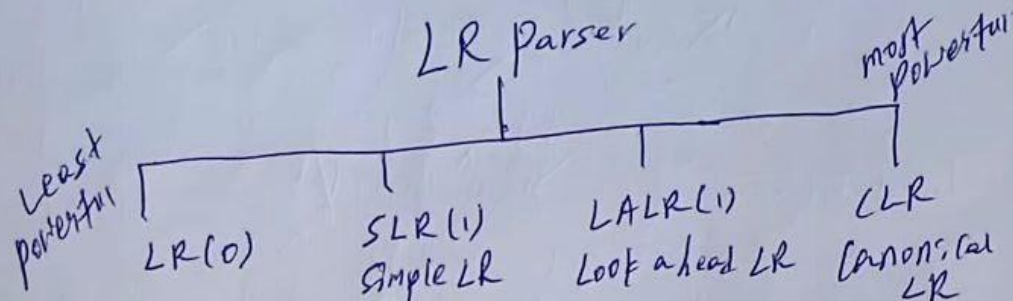 LR Parser
most
powerful
Least
powerful
LR(0)
SLR(1)
Simple LR
LALR(1)
Look ahead LR
CLR
Canonical
LR